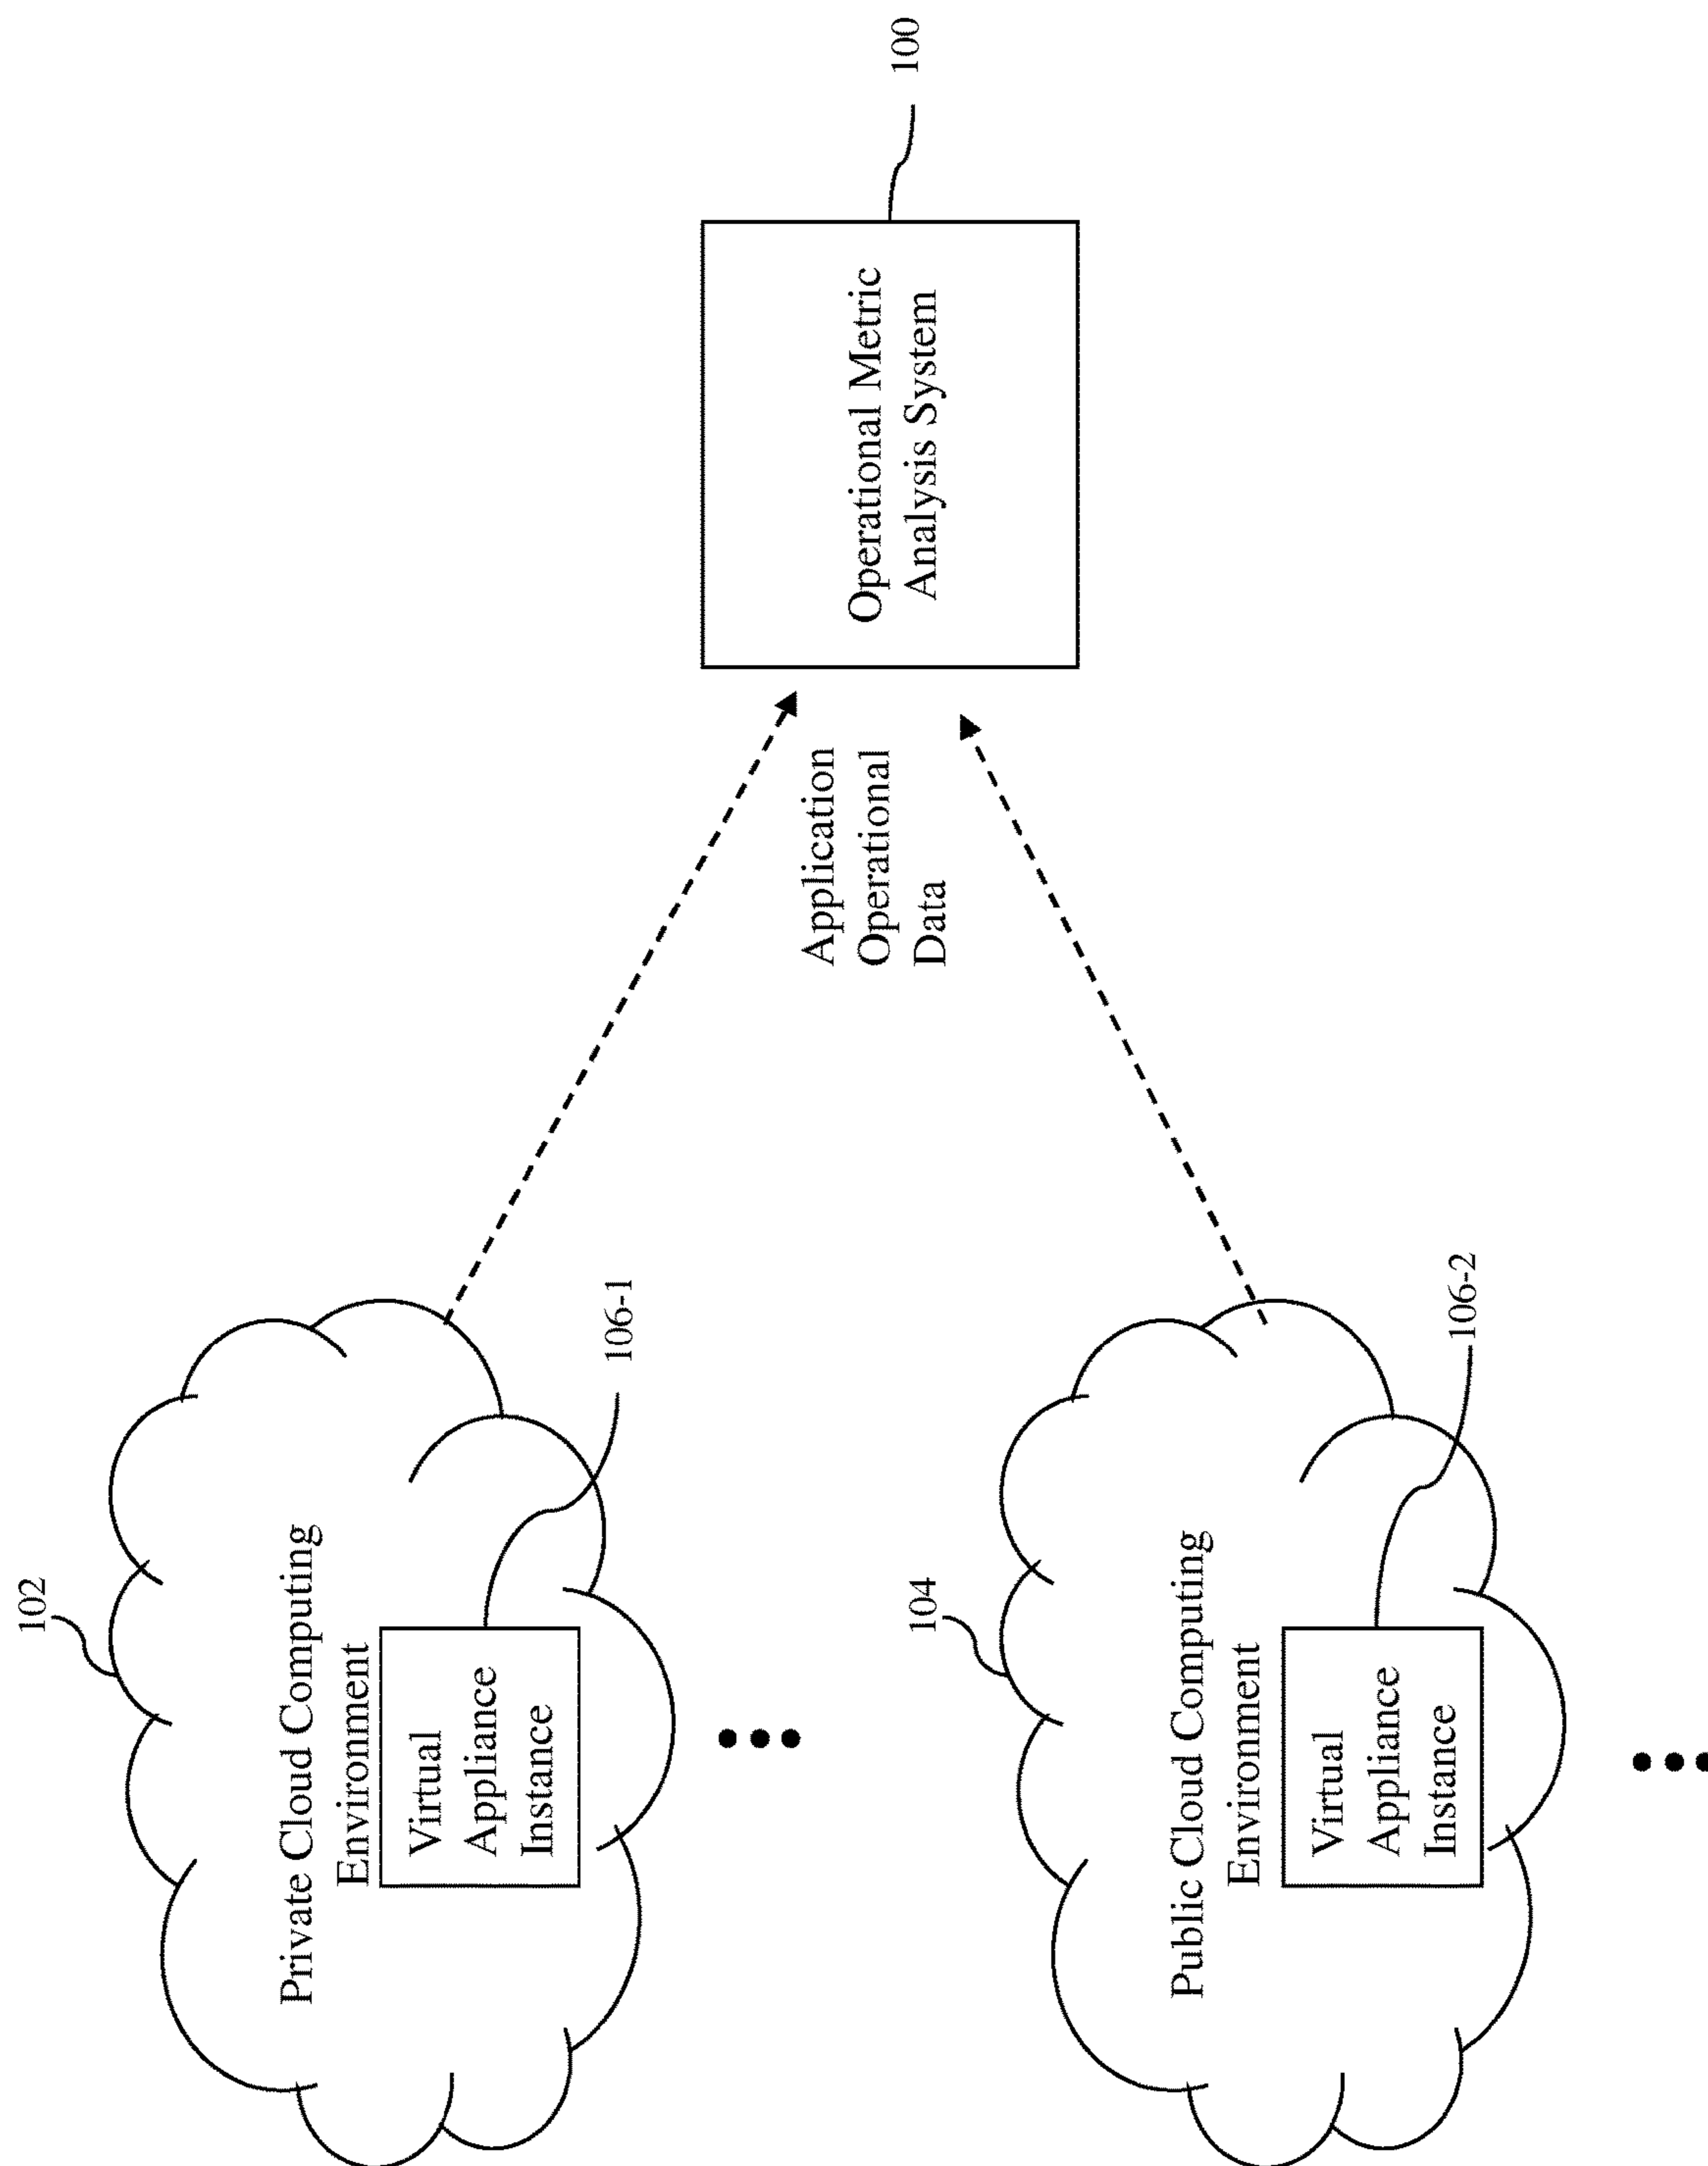 102
Private Cloud Computing
Environment
Virtual
Appliance
Instance
106-1
104
Public Cloud Computing
Environment
Virtual
Appliance
Instance
106-2
Application
Operational
Data
Operational Metric
Analysis System
100